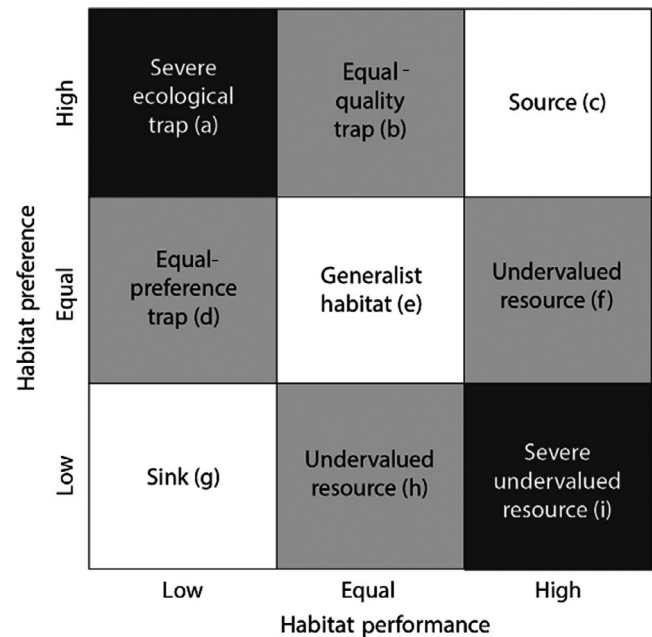 High
Severe
ecological
trap (a)
Equal-
quality
trap (b)
Source (c)
Habitat preference
Equal
Equal-
preference
trap (d)
Generalist
habitat (e)
Undervalued
resource (f)
Low
Sink (g)
Undervalued
resource (h)
Severe
undervalued
resource (i)
Low
Equal
High
Habitat performance